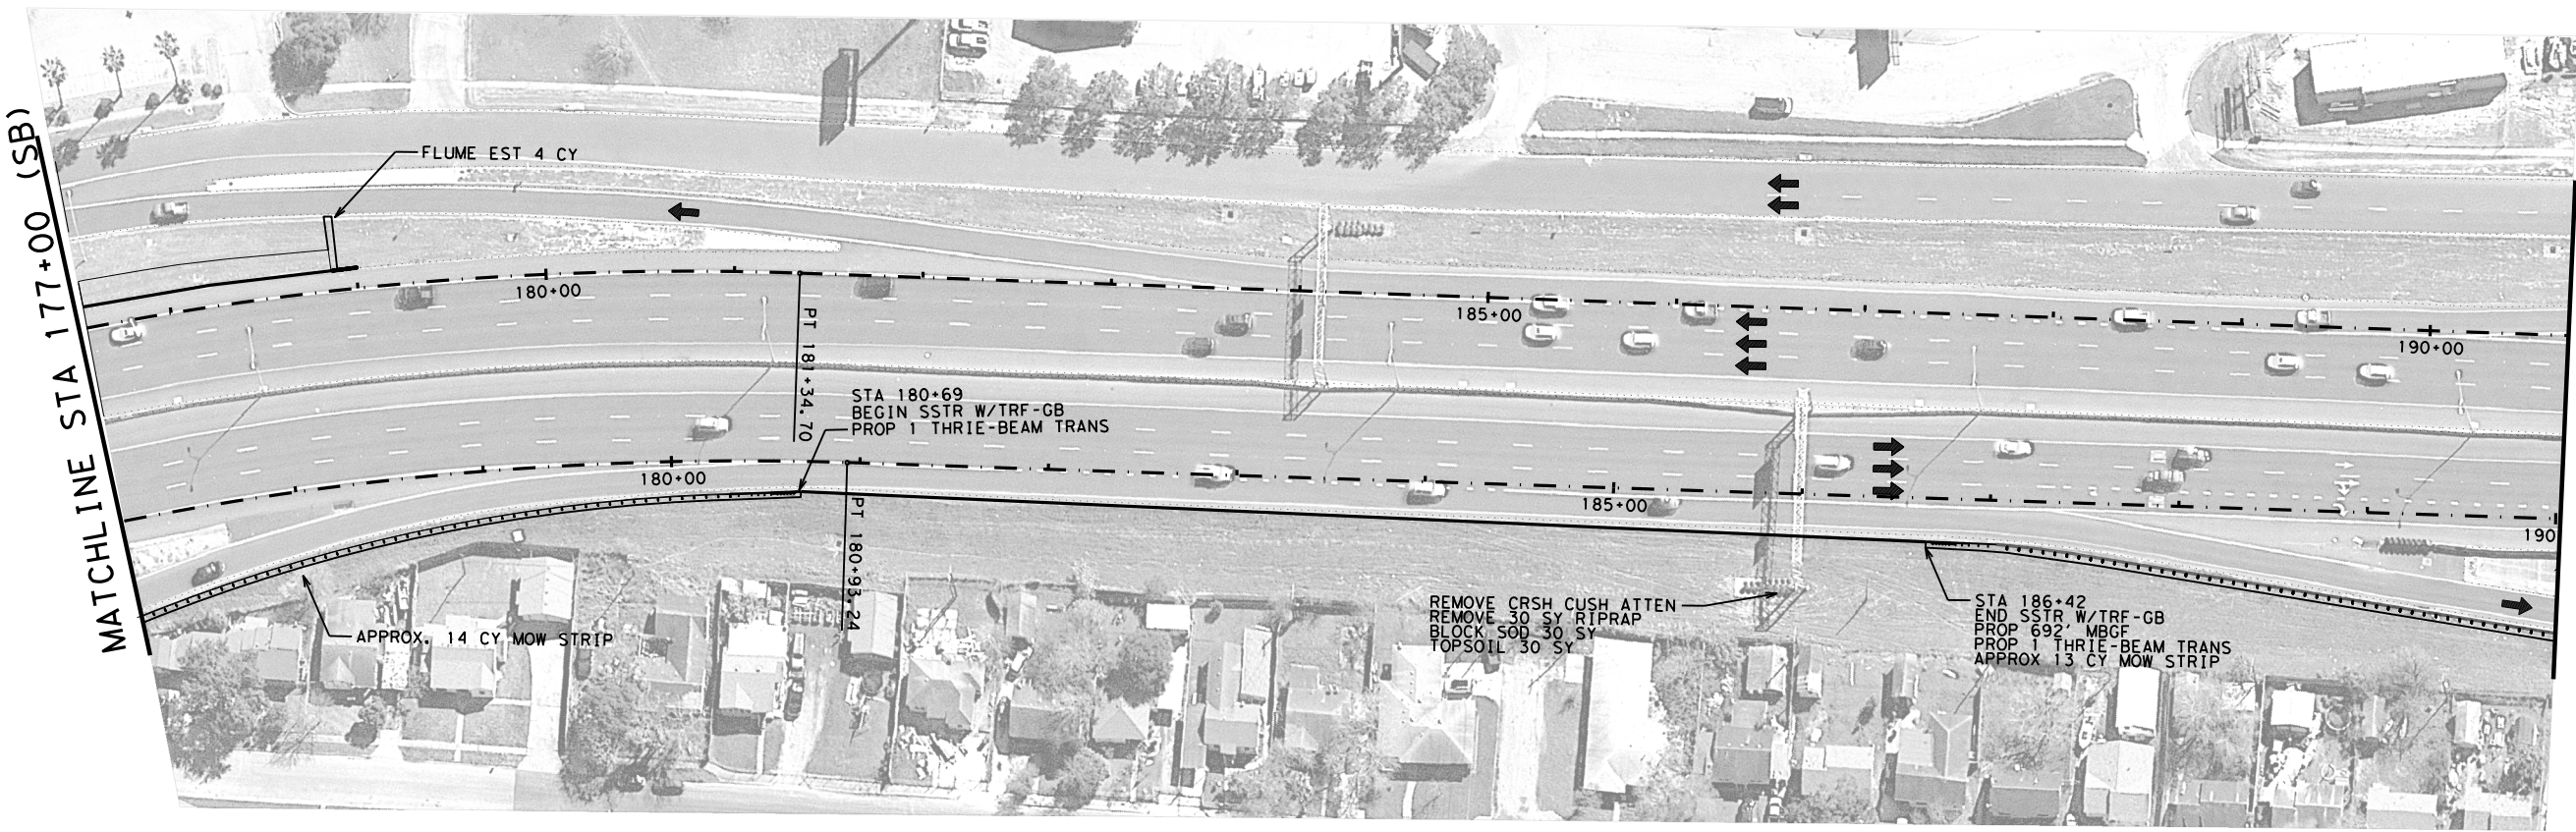 MATCHLINE STA 177+00 (SB)
FLUME EST 4 CY
180+00
PT 181+34.70
185+00
190+00
STA 180+69
BEGIN SSTR W/TRF-GB
PROP 1 THRIE-BEAM TRANS
180+00
PT 180+93.24
185+00
190
APPROX. 14 CY MOW STRIP
REMOVE CRSH CUSH ATTEN
REMOVE 30 SY RIPRAP
BLOCK SOD 30 SY
TOPSOIL 30 SY
STA 186+42
END SSTR W/TRF-GB
PROP 692' MBGF
PROP 1 THRIE-BEAM TRANS
APPROX 13 CY MOW STRIP